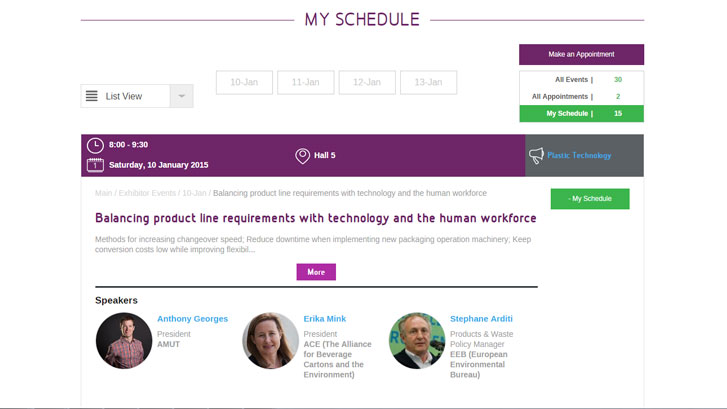 MY SCHEDULE
Make an Appointment
10-Jan 11-Jan 12-Jan 13-Jan
List View
All Events | 30
All Appointments | 2
My Schedule | 15
8:00 - 9:30
1 Saturday, 10 January 2015
Hall 5
Plastic Technology
Main / Exhibitor Events / 10-Jan / Balancing product line requirements with technology and the human workforce
- My Schedule
Balancing product line requirements with technology and the human workforce
Methods for increasing changeover speed; Reduce downtime when implementing new packaging operation machinery; Keep
conversion costs low while improving flexibil...
More
Speakers
Anthony Georges
President
AMUT
Erika Mink
President
ACE (The Alliance
for Beverage
Cartons and the
Environment)
Stephane Arditi
Products & Waste
Policy Manager
EEB (European
Environmental
Bureau)